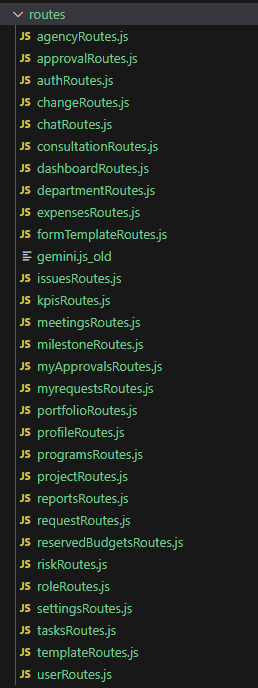 routes
JS agencyRoutes.js
JS approvalRoutes.js
JS authRoutes.js
JS changeRoutes.js
JS chatRoutes.js
JS consultationRoutes.js
JS dashboardRoutes.js
JS departmentRoutes.js
JS expensesRoutes.js
JS formTemplateRoutes.js
gemini.js_old
JS issuesRoutes.js
JS kpisRoutes.js
JS meetingsRoutes.js
JS milestoneRoutes.js
JS myApprovalsRoutes.js
JS myrequestsRoutes.js
JS portfolioRoutes.js
JS profileRoutes.js
JS programsRoutes.js
JS projectRoutes.js
JS reportsRoutes.js
JS requestRoutes.js
JS reservedBudgetsRoutes.js
JS riskRoutes.js
JS roleRoutes.js
JS settingsRoutes.js
JS tasksRoutes.js
JS templateRoutes.js
JS userRoutes.js